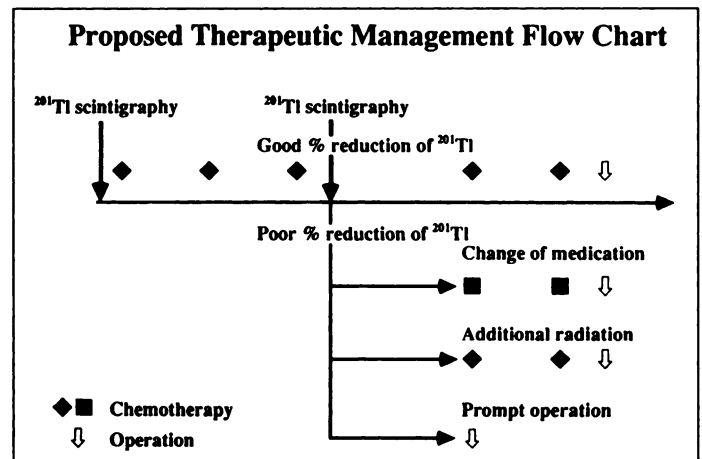 Proposed Therapeutic Management Flow Chart
²⁰¹Tl scintigraphy
²⁰¹Tl scintigraphy
Good % reduction of ²⁰¹Tl
Poor % reduction of ²⁰¹Tl
Change of medication
Additional radiation
Chemotherapy
Prompt operation
Operation